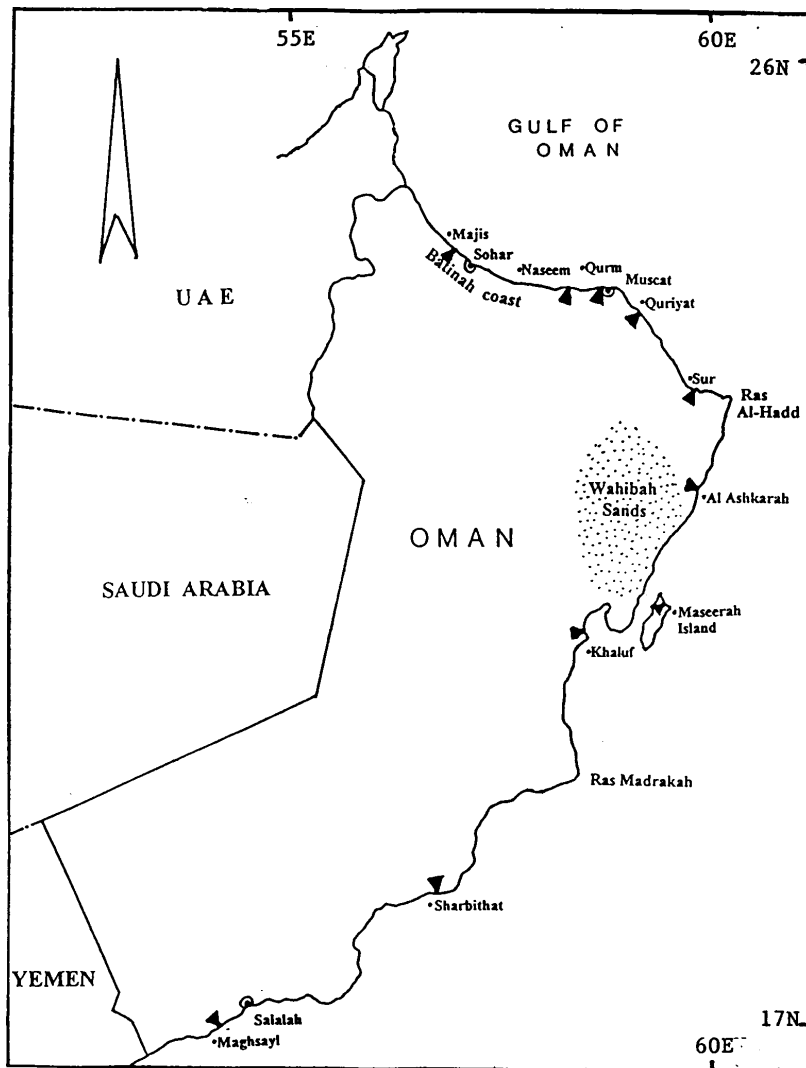 55E
60E
26N
GULF OF
OMAN
Majis
Sohar
Batinah coast
Naseem
Qurm
Muscat
Quriyat
UAE
Sur
Ras
Al-Hadd
Wahibah
Sands
Al Ashkarah
OMAN
SAUDI ARABIA
Maseerah
Island
Khaluf
Ras Madrakah
Sharbithat
YEMEN
Salalah
Maghsayl
17N
60E